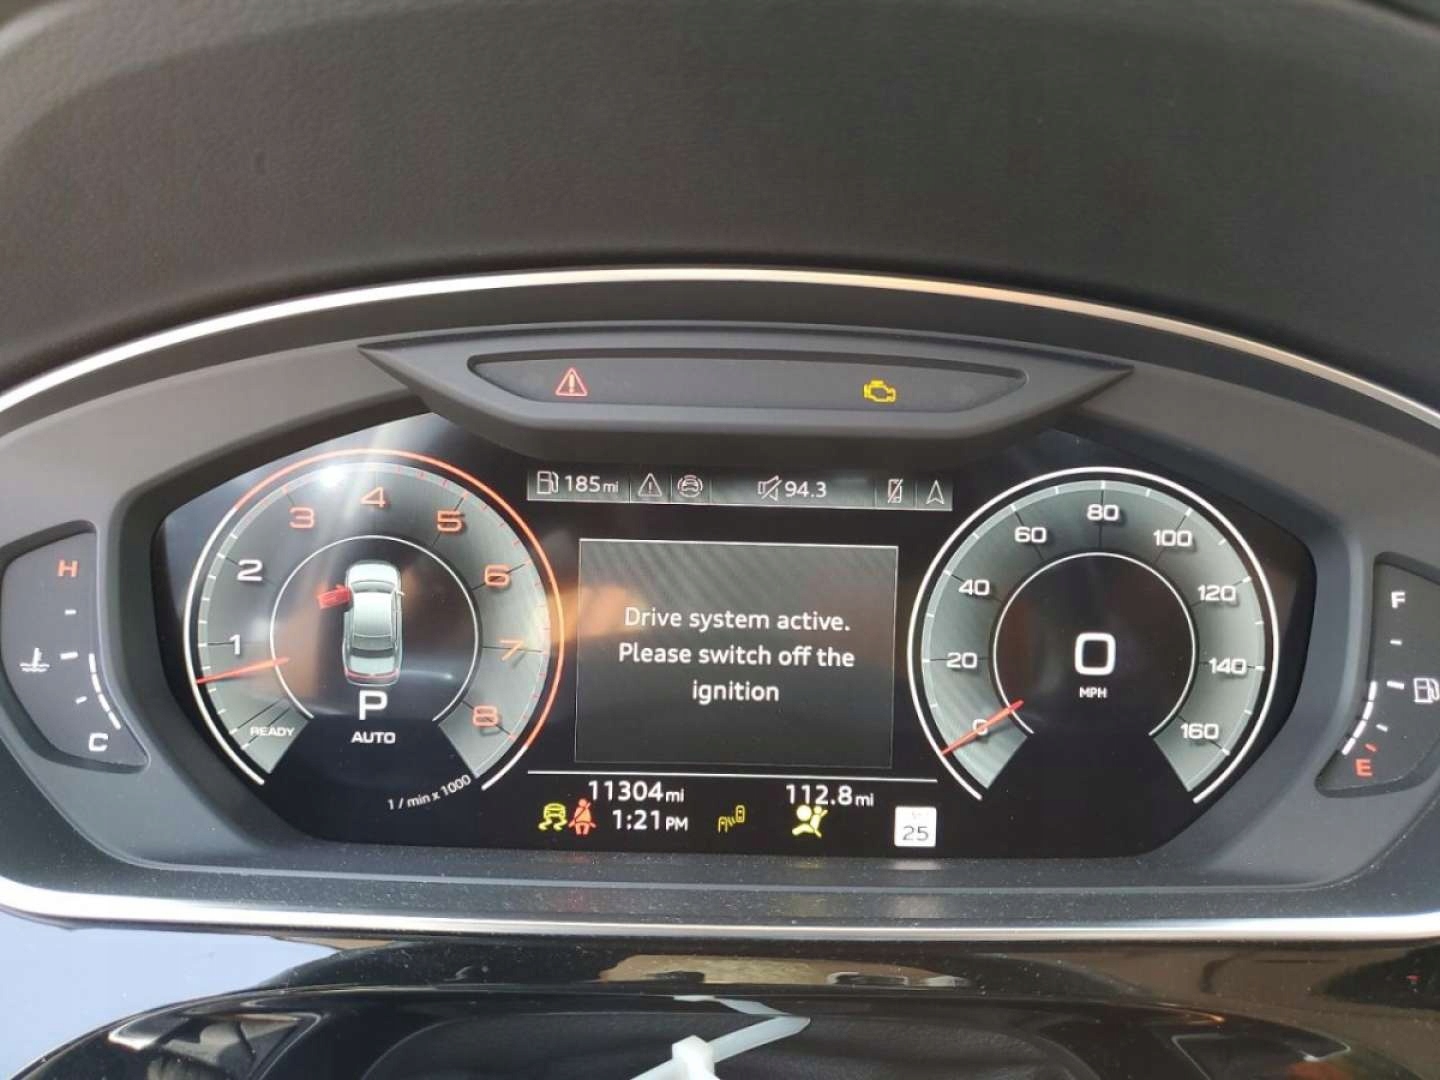 185mi
94.3
H
C
1
2
3
4
5
6
7
8
READY
P
AUTO
1 / min x 1000
Drive system active.
Please switch off the
ignition
0
20
40
60
80
100
120
140
160
0
MPH
F
E
11304mi
112.8mi
1:21PM
25